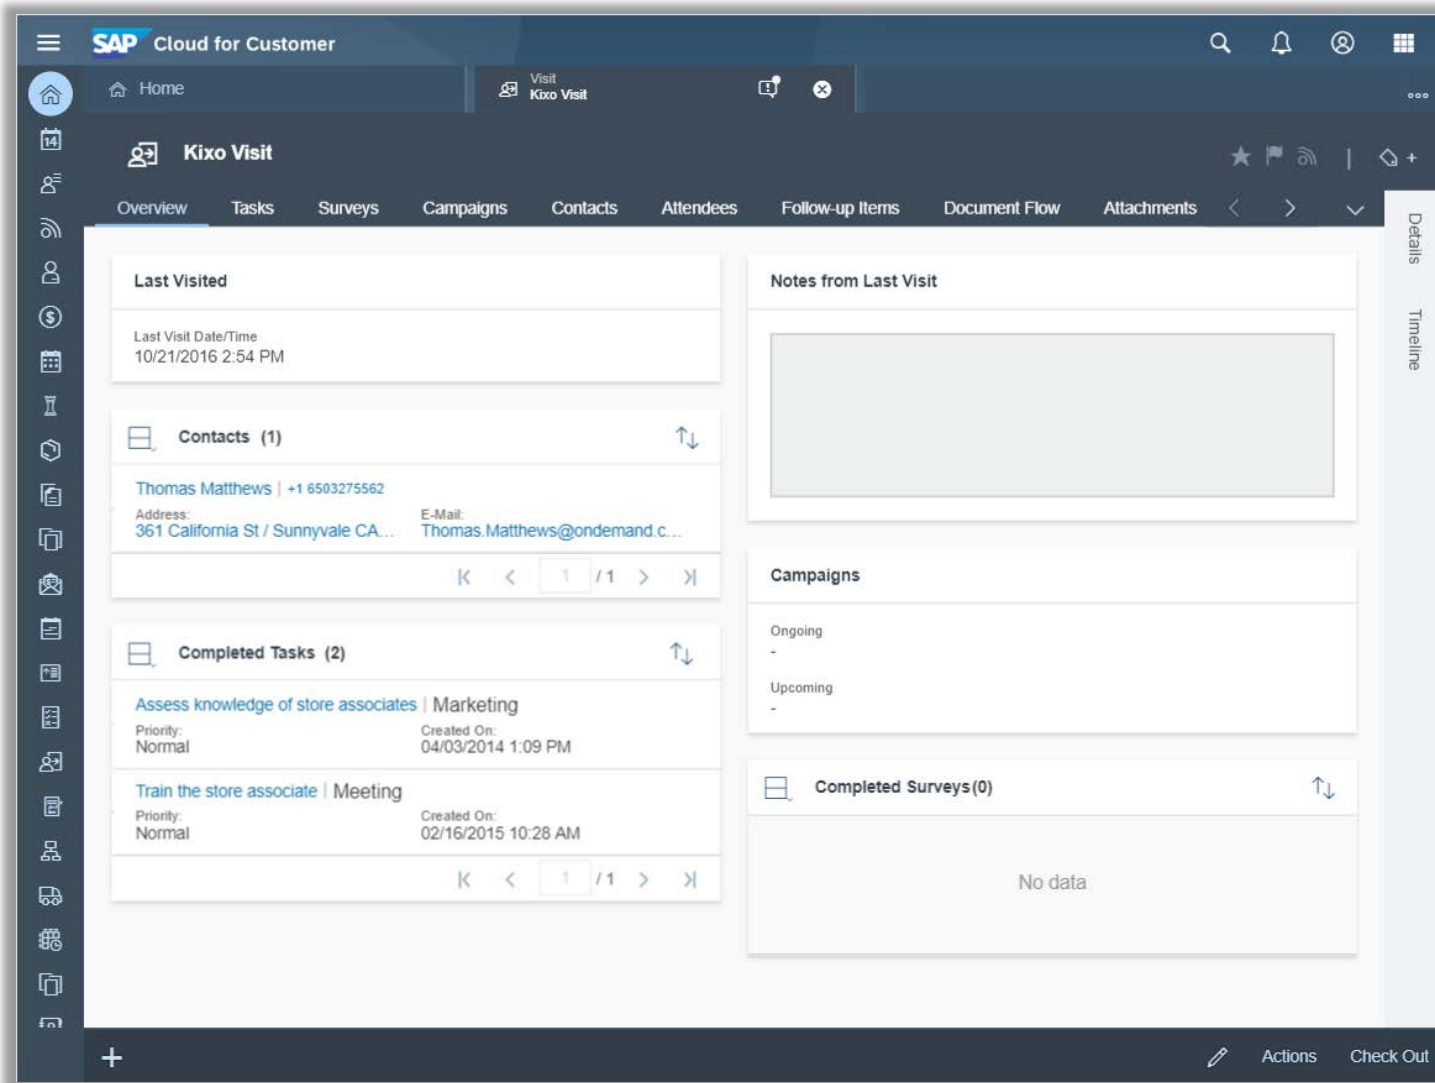 SAP Cloud for Customer
Home
Visit
Kixo Visit
14
Kixo Visit
Overview Tasks Surveys Campaigns Contacts Attendees Follow-up Items Document Flow Attachments
Details
Timeline
Last Visited
Last Visit Date/Time
10/21/2016 2:54 PM
Contacts (1)
Thomas Matthews | +1 6503275562
Address: E-Mail:
361 California St / Sunnyvale CA... Thomas.Matthews@ondemand.c...
1 / 1
Completed Tasks (2)
Assess knowledge of store associates | Marketing
Priority: Created On:
Normal 04/03/2014 1:09 PM
Train the store associate | Meeting
Priority: Created On:
Normal 02/16/2015 10:28 AM
1 / 1
Notes from Last Visit
Campaigns
Ongoing
-
Upcoming
-
Completed Surveys (0)
No data
Actions Check Out